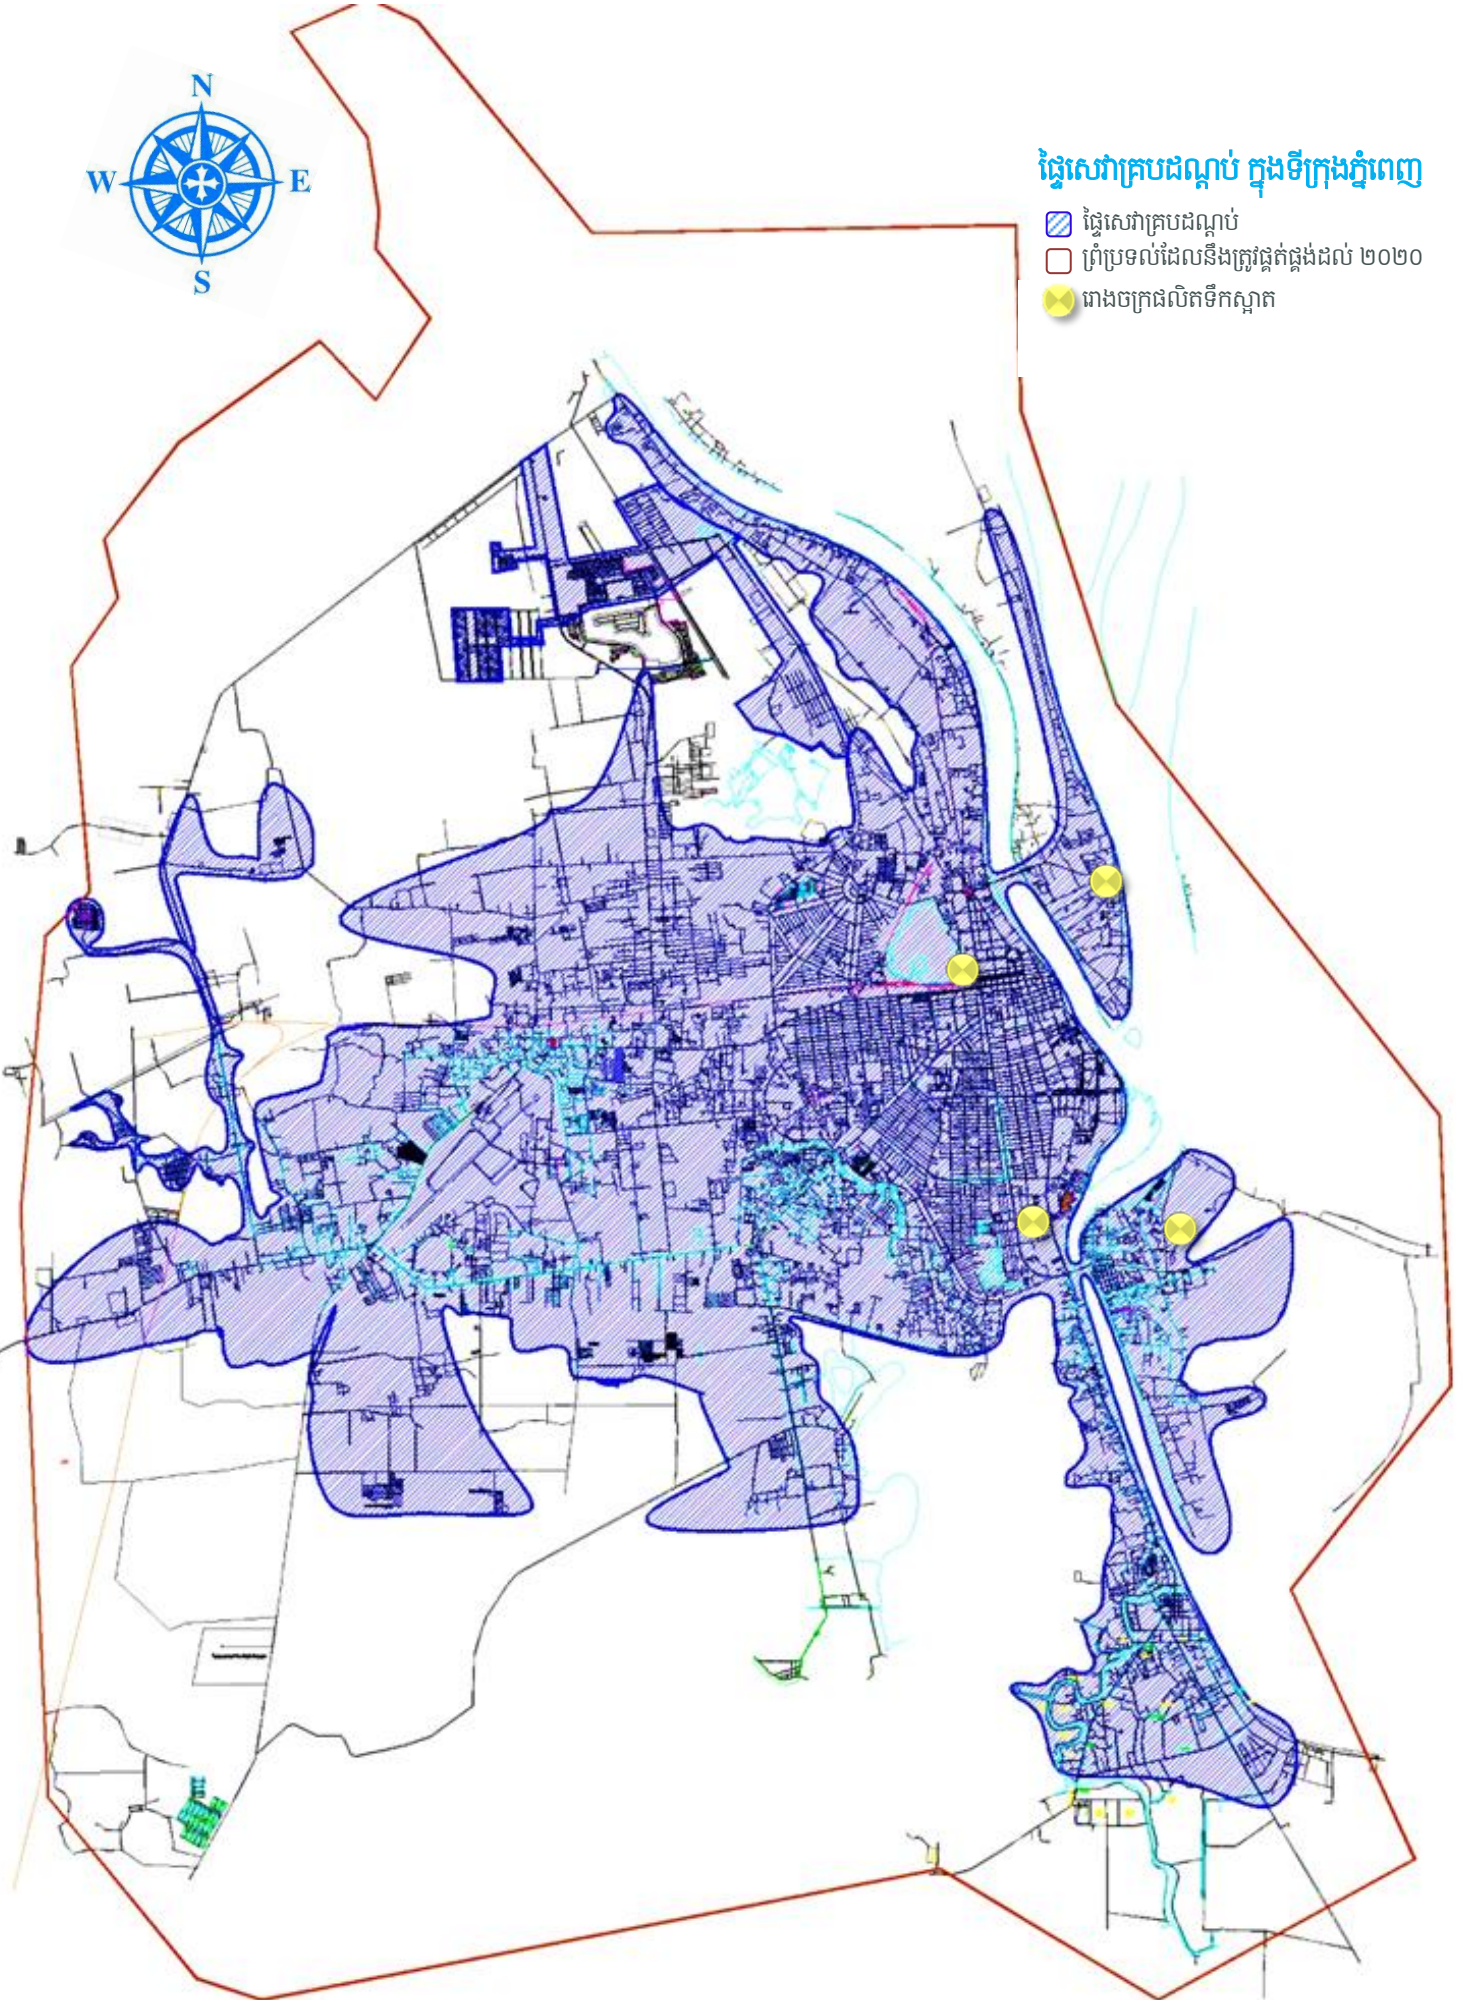 N
W E
S
ផ្ទៃសេវាគ្របដណ្តប់ ក្នុងទីក្រុងភ្នំពេញ
ផ្ទៃសេវាគ្របដណ្តប់
ព្រំប្រទល់ដែលនឹងត្រូវផ្គត់ផ្គង់ដល់ ២០២០
រោងចក្រផលិតទឹកស្អាត